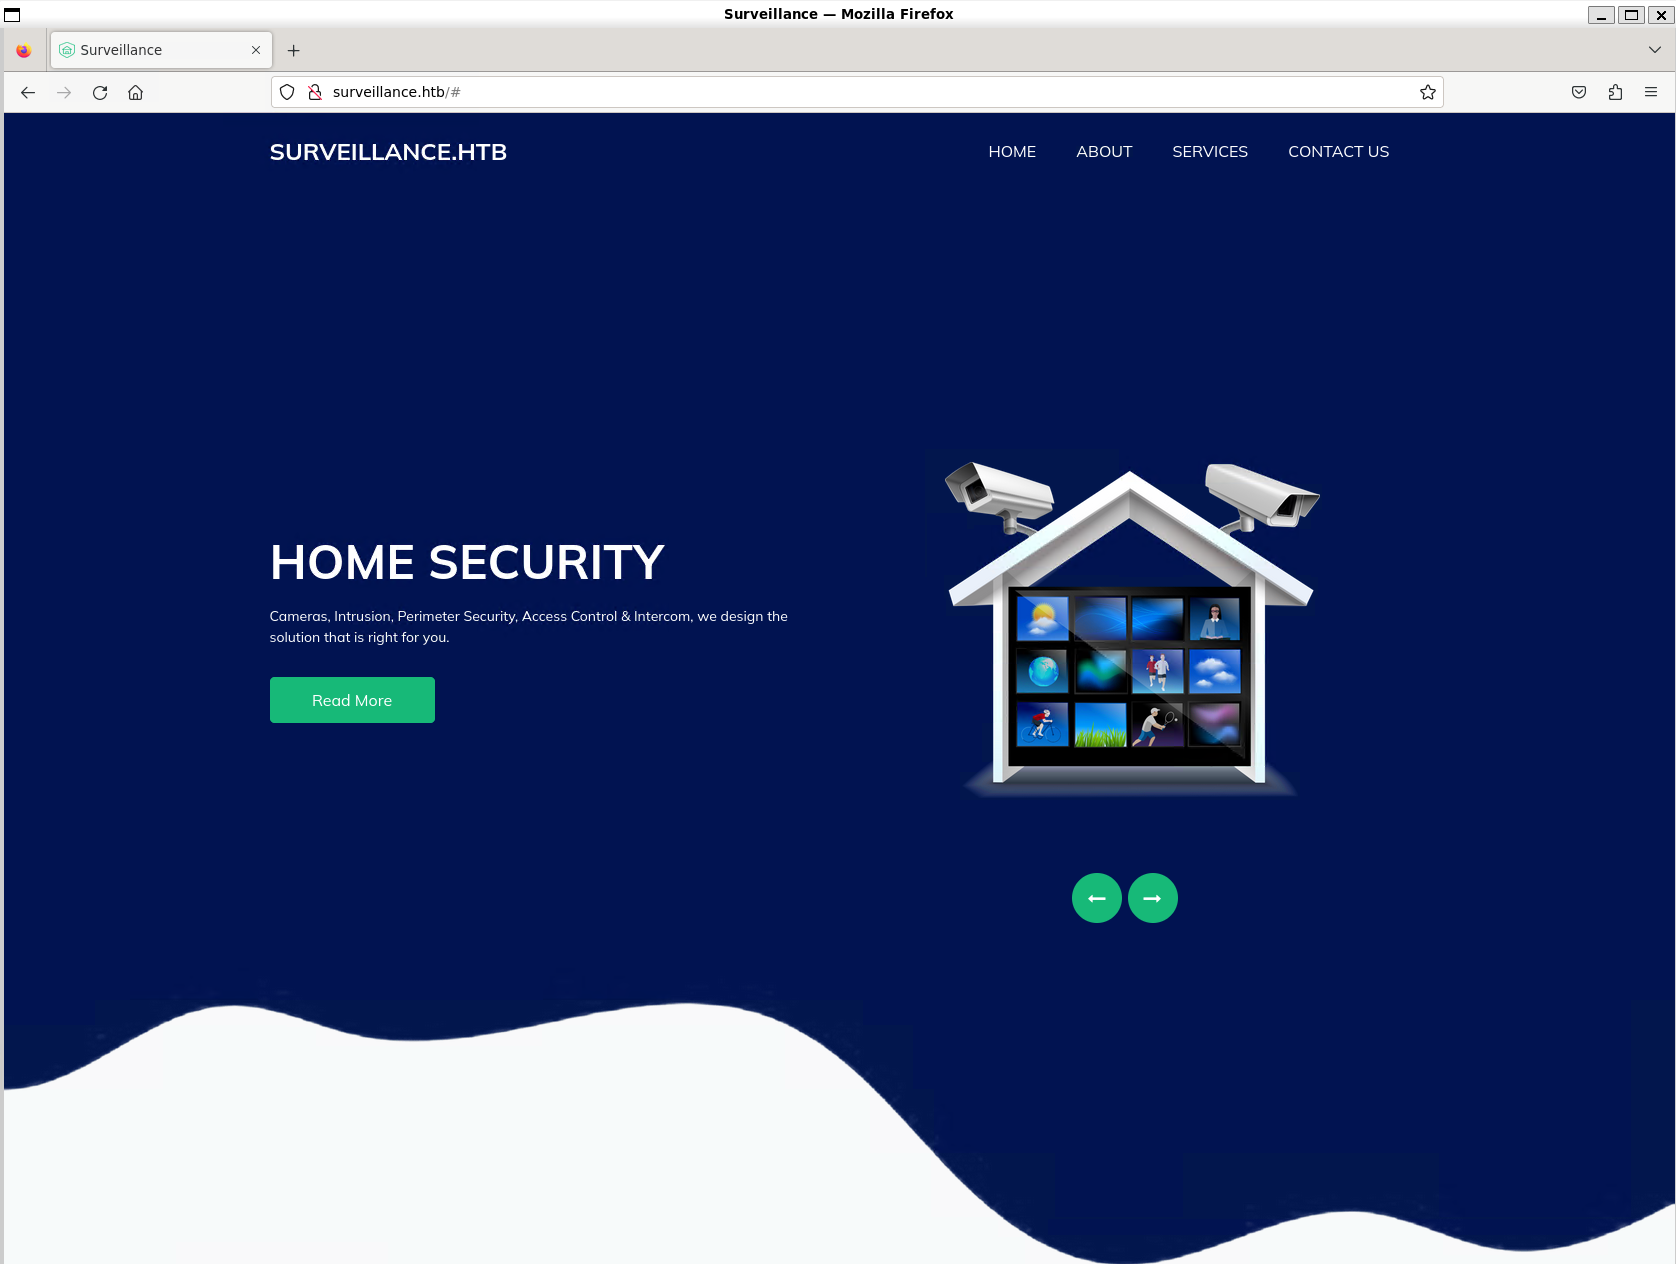 Surveillance — Mozilla Firefox
Surveillance
surveillance.htb/#
SURVEILLANCE.HTB
HOME ABOUT SERVICES CONTACT US
HOME SECURITY
Cameras, Intrusion, Perimeter Security, Access Control & Intercom, we design the
solution that is right for you.
Read More